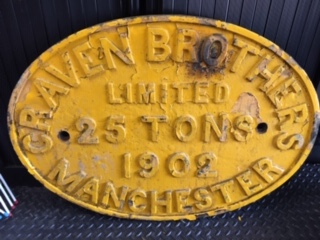 CRAVEN BROTHERS
LIMITED
25 TONS
1902
MANCHESTER